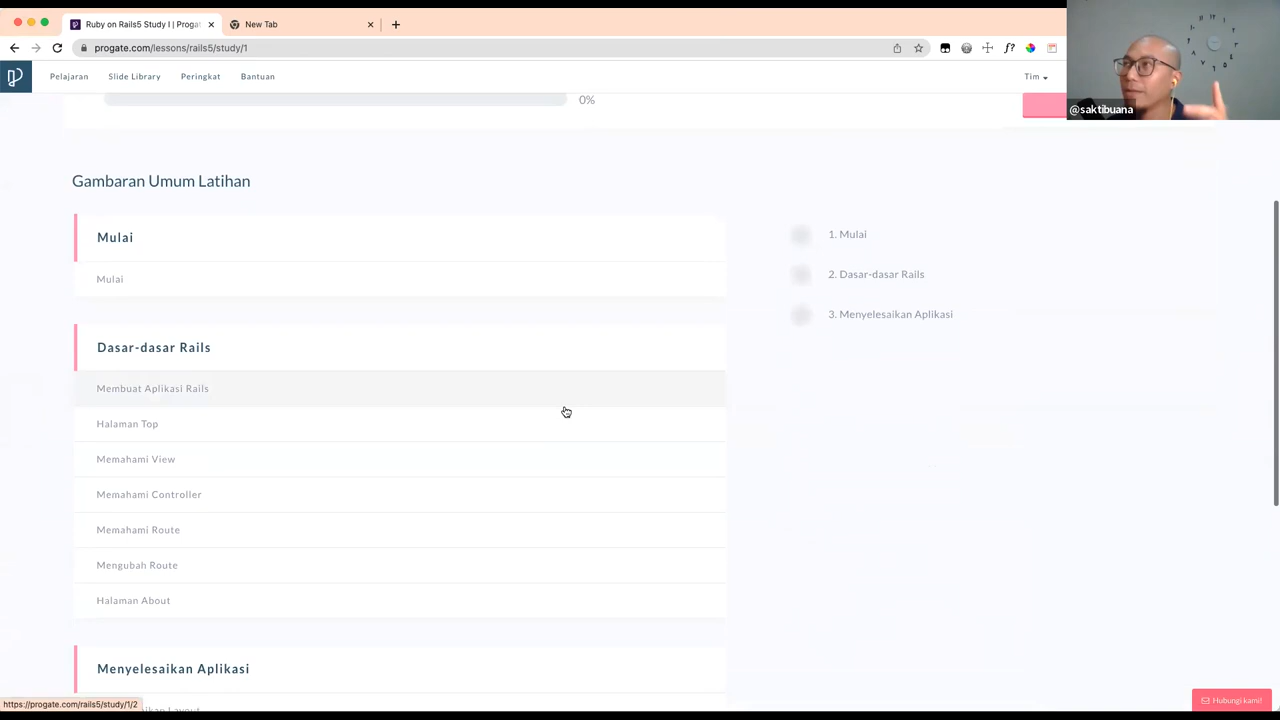 Ruby on Rails5 Study I | Progat
New Tab
progate.com/lessons/rails5/study/1
Pelajaran
Slide Library
Peringkat
Bantuan
Tim
@saktibuana
0%
Gambaran Umum Latihan
Mulai
Mulai
1. Mulai
2. Dasar-dasar Rails
3. Menyelesaikan Aplikasi
Dasar-dasar Rails
Membuat Aplikasi Rails
Halaman Top
Memahami View
Memahami Controller
Memahami Route
Mengubah Route
Halaman About
Menyelesaikan Aplikasi
Layout
https://progate.com/rails5/study/1/2
Hubungi kami!